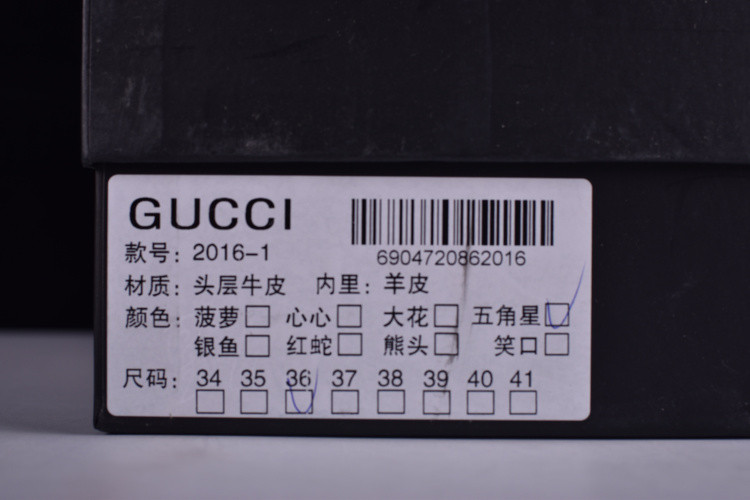 GUCCI
6904720862016
款号: 2016-1
材质: 头层牛皮 内里: 羊皮
颜色: 菠萝 心心 大花 五角星
银鱼 红蛇 熊头 笑口
尺码: 34 35 36 37 38 39 40 41